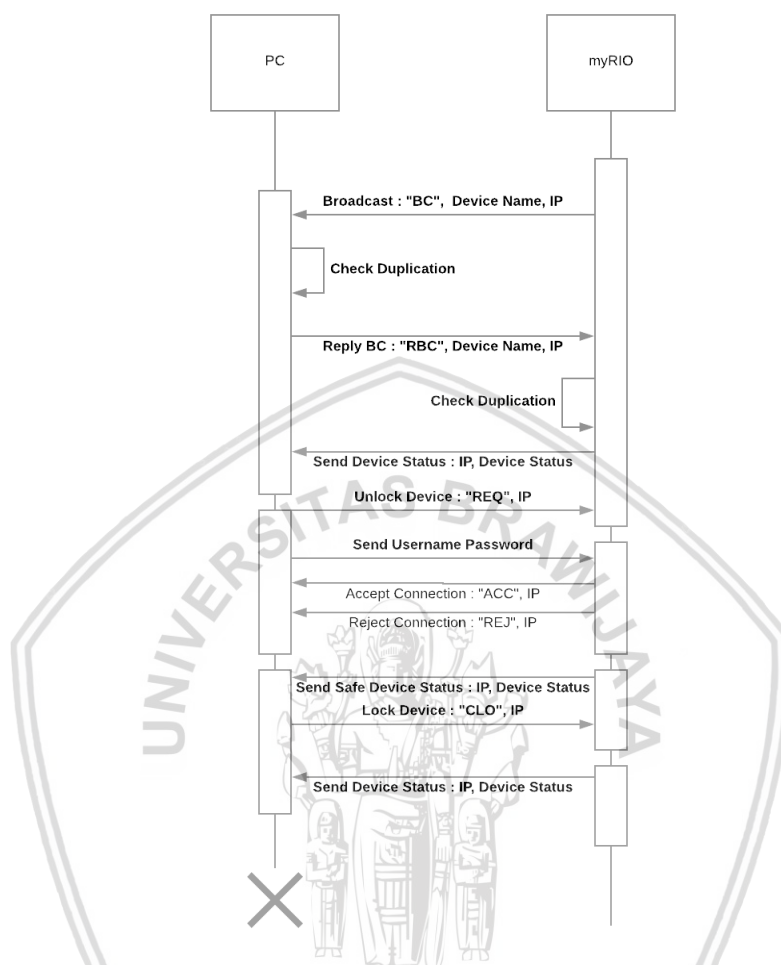 PC
myRIO
Broadcast : "BC", Device Name, IP
Check Duplication
Reply BC : "RBC", Device Name, IP
Check Duplication
Send Device Status : IP, Device Status
Unlock Device : "REQ", IP
Send Username Password
Accept Connection : "ACC", IP
Reject Connection : "REJ", IP
Send Safe Device Status : IP, Device Status
Lock Device : "CLO", IP
Send Device Status : IP, Device Status
UNIVERSITAS BRAWIJAYA